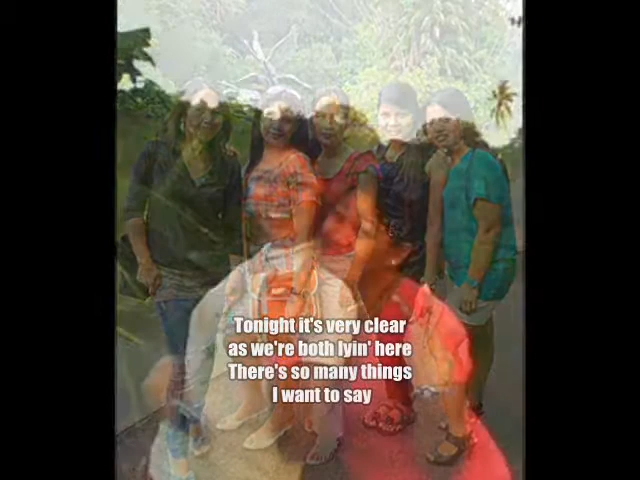 Tonight it's very clear
as we're both lyin' here
There's so many things
I want to say